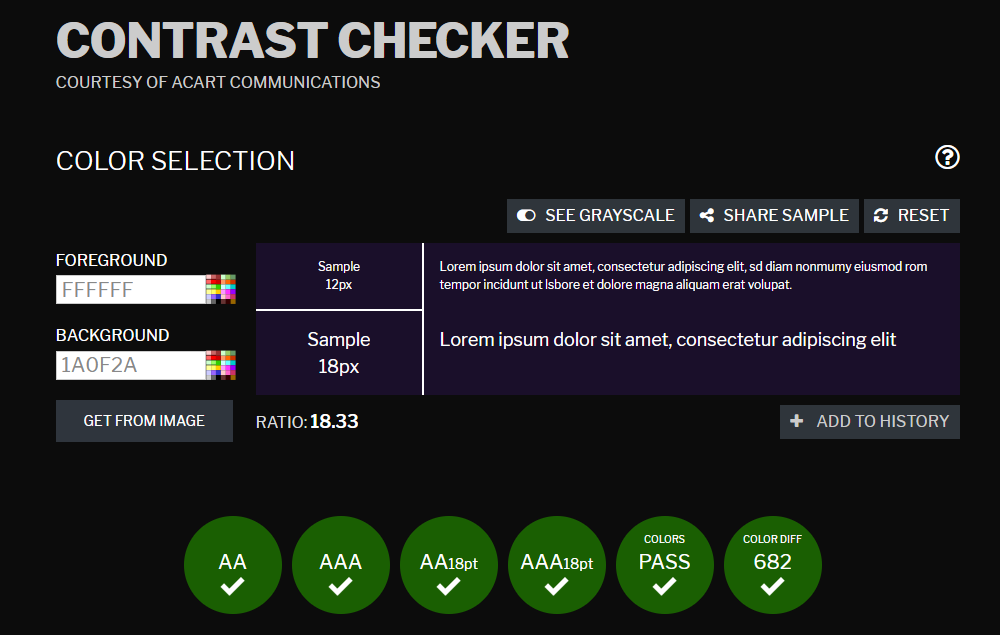 CONTRAST CHECKER
COURTESY OF ACART COMMUNICATIONS
COLOR SELECTION
SEE GRAYSCALE
SHARE SAMPLE
RESET
FOREGROUND
FFFFFF
BACKGROUND
1A0F2A
GET FROM IMAGE
Sample
12px
Lorem ipsum dolor sit amet, consectetur adipiscing elit, sd diam nonmumy eiusmod rom
tempor incidunt ut lsbore et dolore magna aliquam erat volupat.
Sample
18px
Lorem ipsum dolor sit amet, consectetur adipiscing elit
RATIO: 18.33
ADD TO HISTORY
AA
AAA
AA18pt
AAA18pt
COLORS
PASS
COLOR DIFF
682